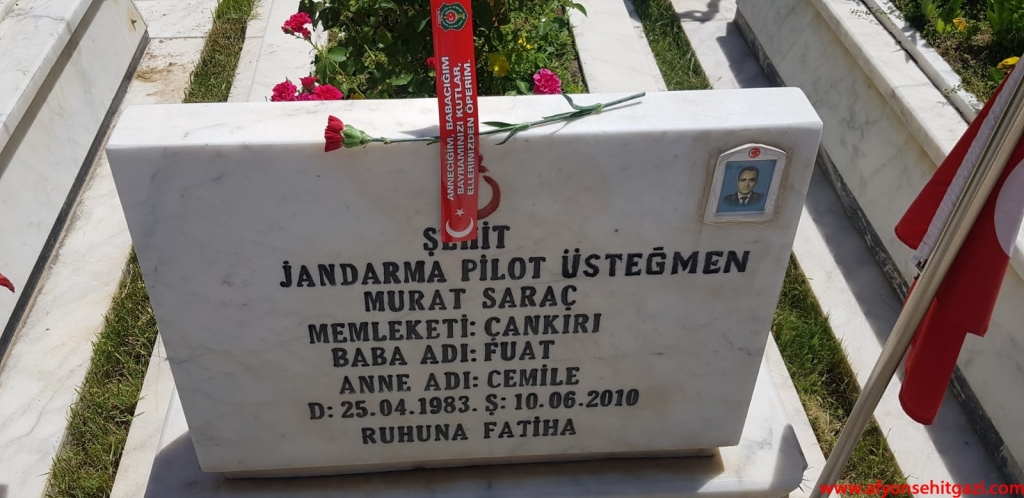 ANNECİĞİM, BABACIĞIM
BAYRAMINIZI KUTLAR,
ELLERİNİZDEN ÖPERİM.
ŞEHİT
JANDARMA PİLOT ÜSTEĞMEN
MURAT SARAÇ
MEMLEKETİ: ÇANKIRI
BABA ADI: FUAT
ANNE ADI: CEMİLE
D: 25.04.1983. Ş: 10.06.2010
RUHUNA FATİHA
www.afyonsehitgazi.com